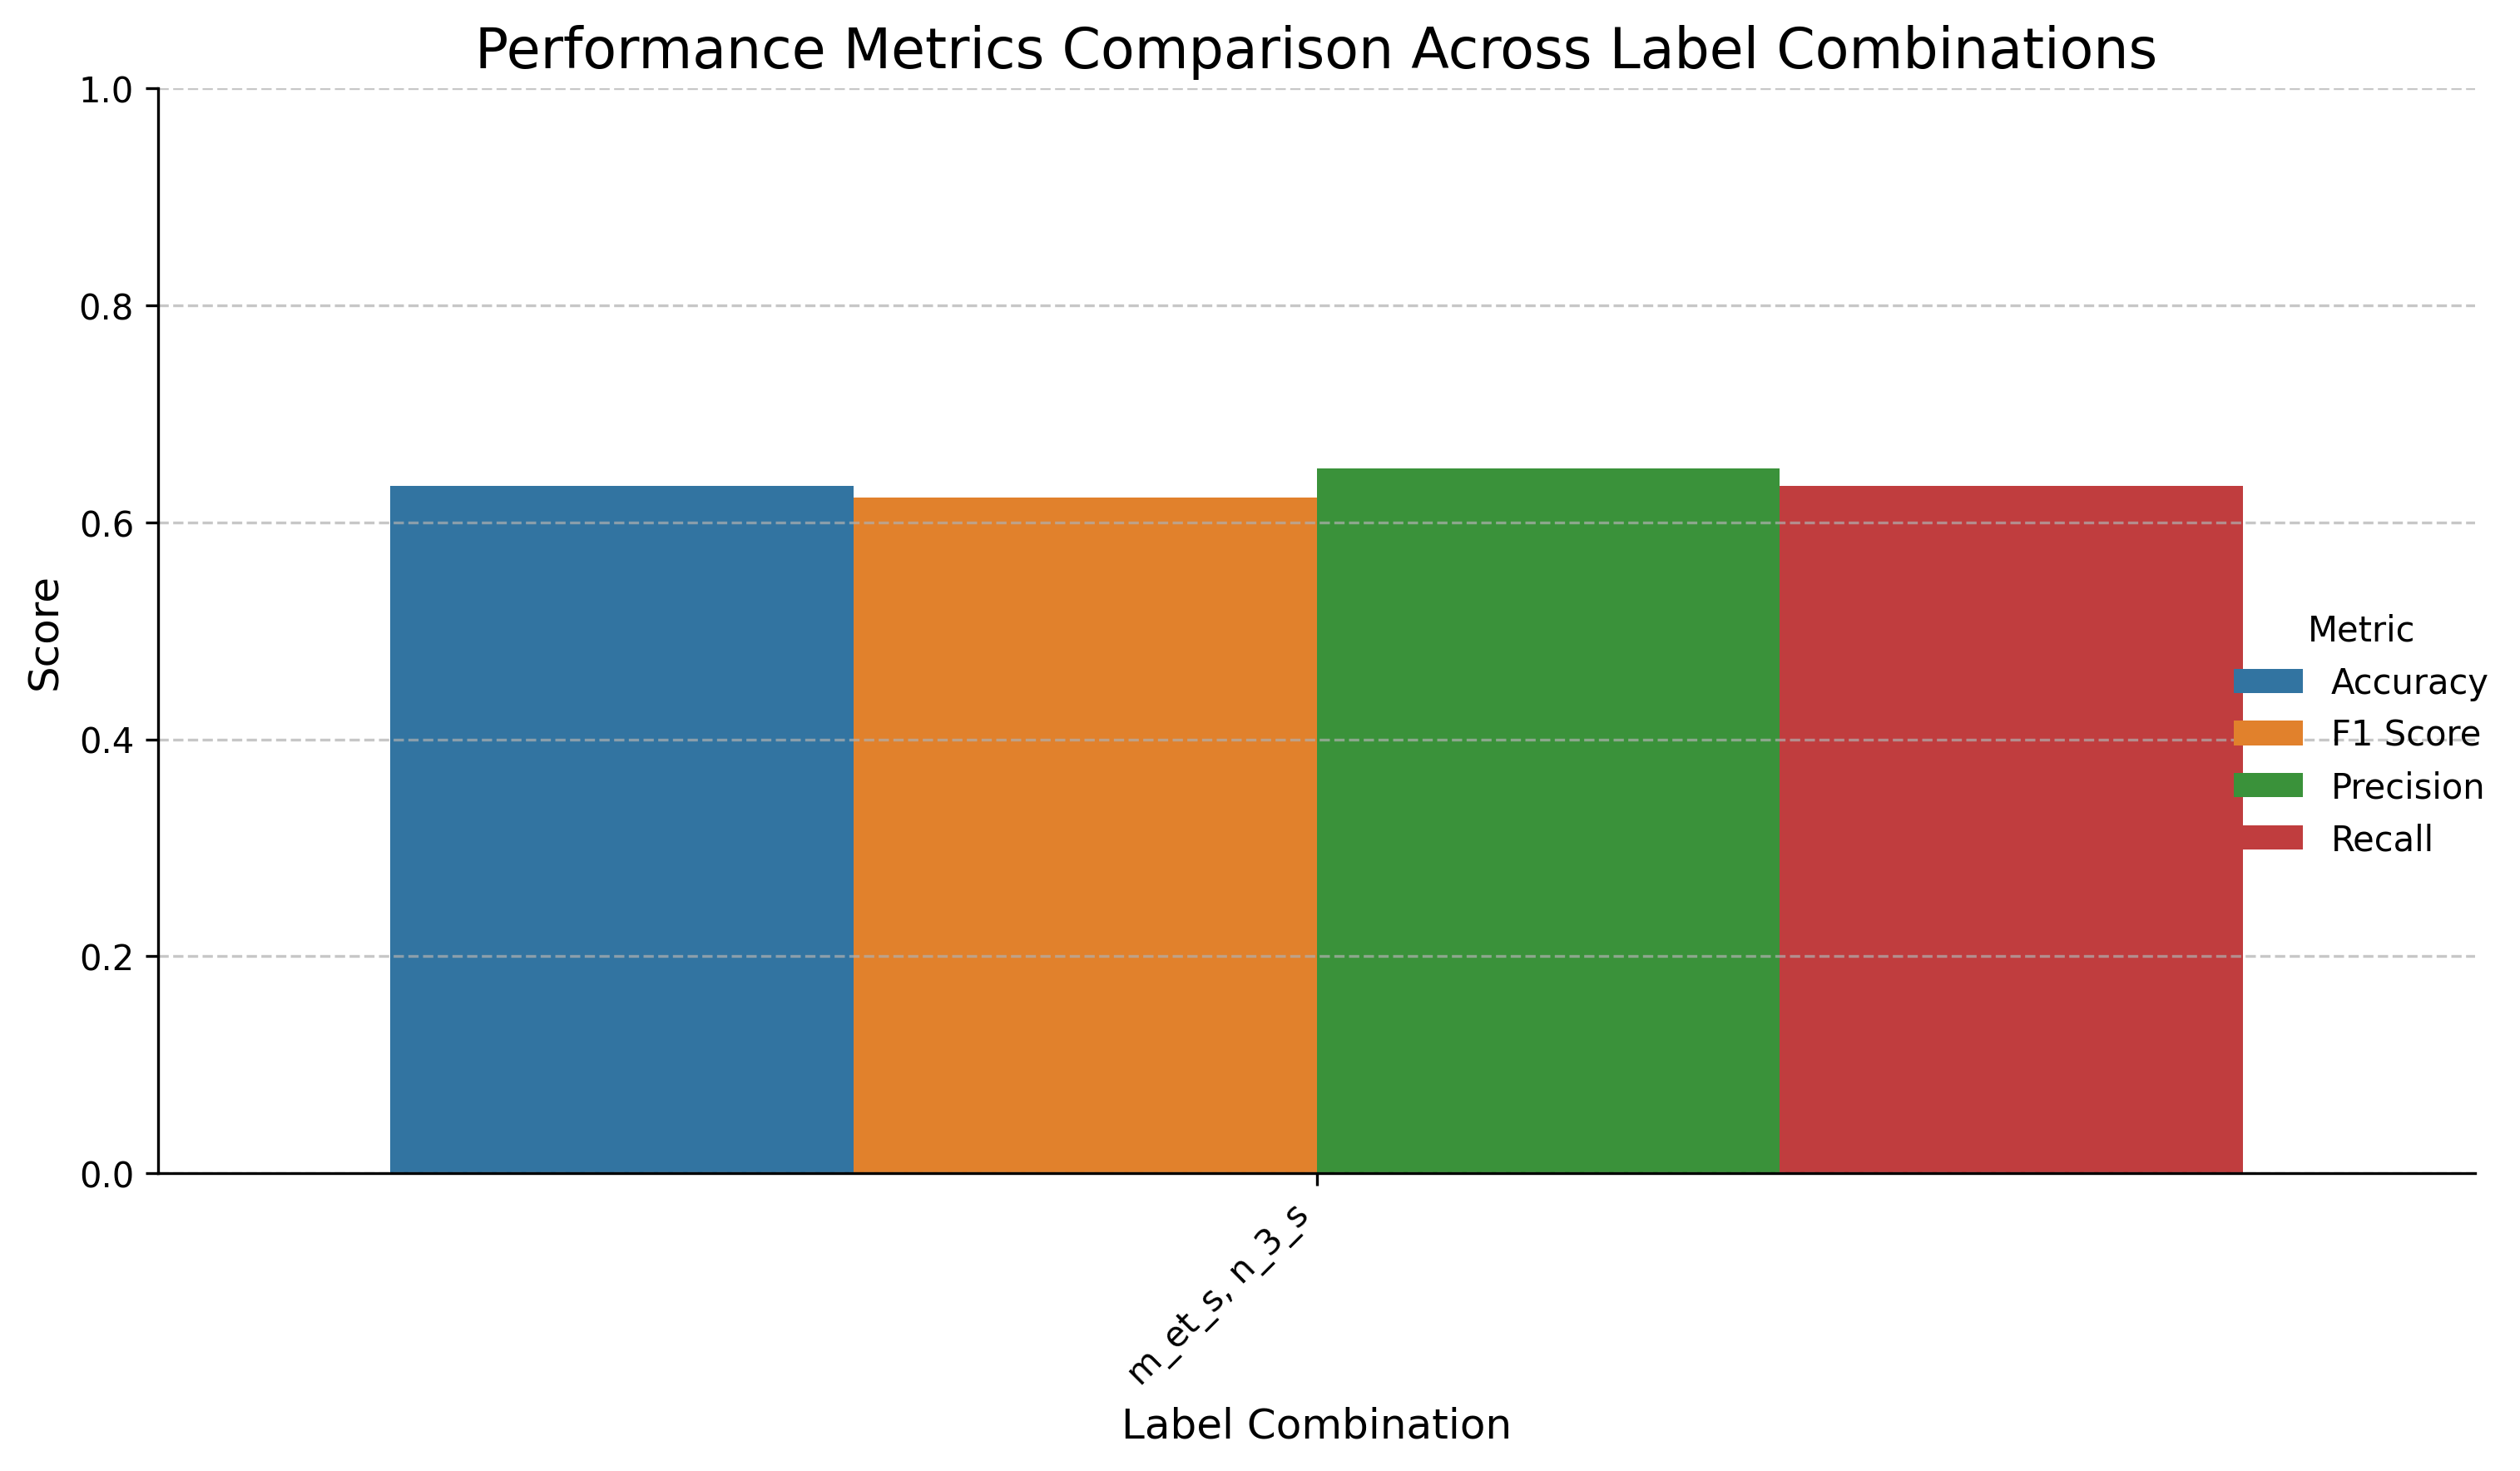 Performance Metrics Comparison Across Label Combinations
1.0
0.8
0.6
0.4
0.2
0.0
Score
Metric
Accuracy
F1 Score
Precision
Recall
m_et_s, n_3_s
Label Combination